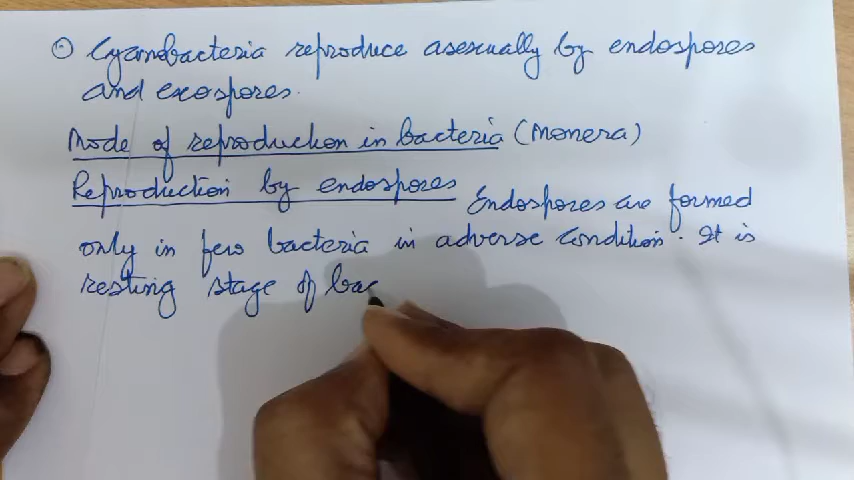 ⊙ Cyanobacteria reproduce asexually by endospores
and exospores.
Mode of reproduction in bacteria (Monera)
Reproduction by endospores Endospores are formed
only in few bacteria in adverse condition. It is
resting stage of bac